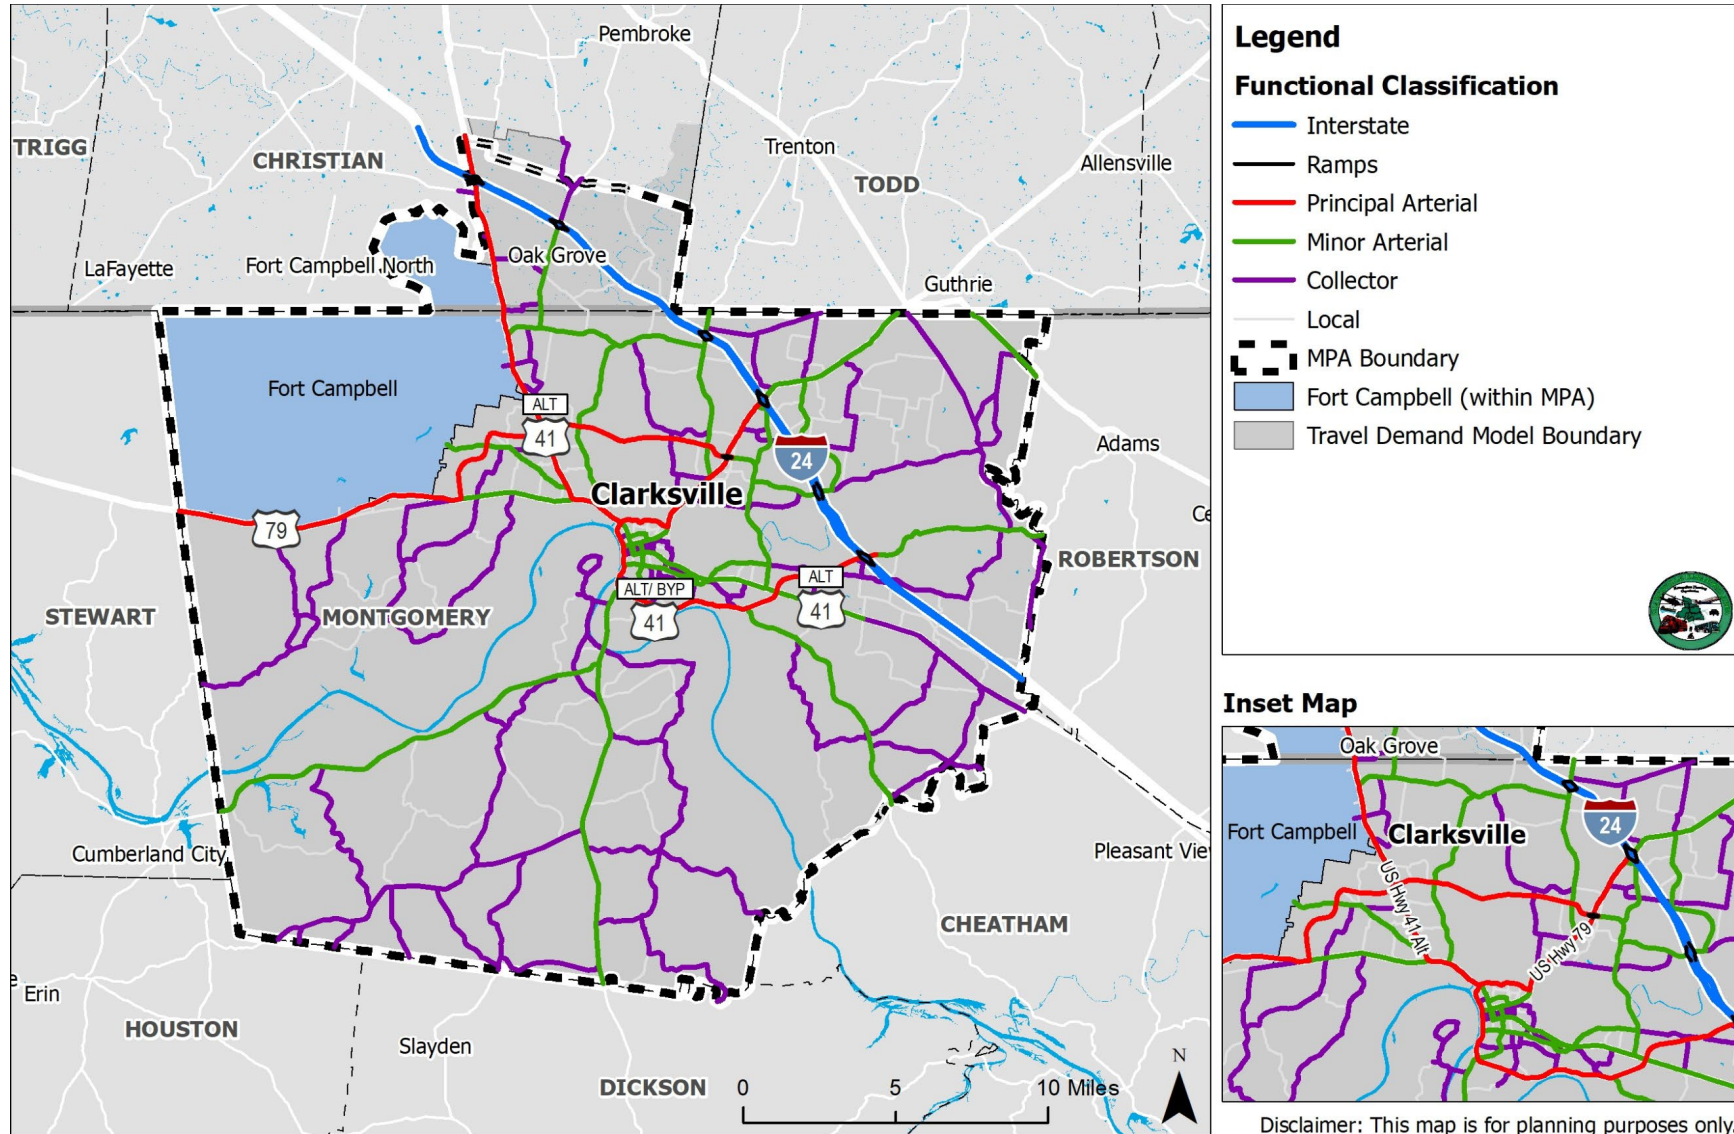 Pembroke
TRIGG
CHRISTIAN
Trenton
Allensville
TODD
LaFayette
Fort Campbell North
Oak Grove
Guthrie
Fort Campbell
ALT
41
Adams
24
Clarksville
79
ROBERTSON
ALT/ BYP
41
ALT
41
STEWART
MONTGOMERY
Cumberland City
Pleasant Vie
CHEATHAM
Erin
HOUSTON
Slayden
DICKSON
0 5 10 Miles
N
Legend
Functional Classification
Interstate
Ramps
Principal Arterial
Minor Arterial
Collector
Local
MPA Boundary
Fort Campbell (within MPA)
Travel Demand Model Boundary
Inset Map
Oak Grove
Fort Campbell
Clarksville
24
US Hwy 41 Alt
US Hwy 79
Disclaimer: This map is for planning purposes only